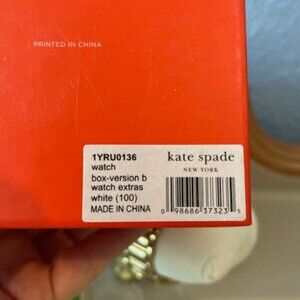 PRINTED IN CHINA
1YRU0136
watch
box-version b
watch extras
white (100)
MADE IN CHINA
kate spade
NEW YORK
0 98686 37323 5